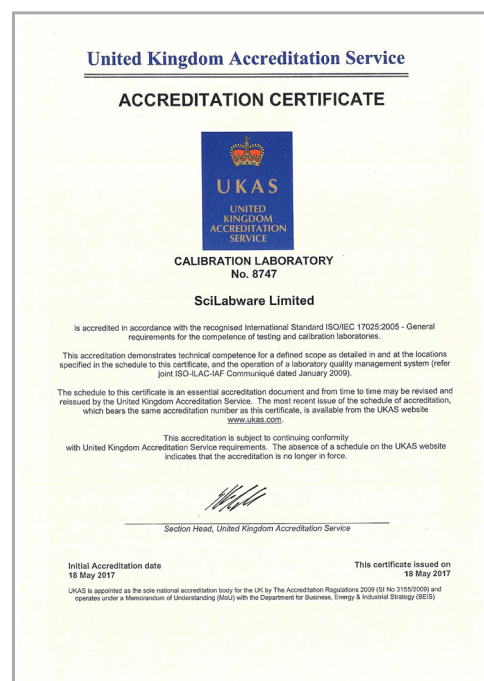 United Kingdom Accreditation Service
ACCREDITATION CERTIFICATE
UKAS
UNITED
KINGDOM
ACCREDITATION
SERVICE
CALIBRATION LABORATORY
No. 8747
SciLabware Limited
is accredited in accordance with the recognised International Standard ISO/IEC 17025:2005 - General
requirements for the competence of testing and calibration laboratories.
This accreditation demonstrates technical competence for a defined scope as detailed in and at the locations
specified in the schedule to this certificate, and the operation of a laboratory quality management system (refer
joint ISO-ILAC-IAF Communiqué dated January 2009).
The schedule to this certificate is an essential accreditation document and from time to time may be revised and
reissued by the United Kingdom Accreditation Service. The most recent issue of the schedule of accreditation,
which bears the same accreditation number as this certificate, is available from the UKAS website
www.ukas.com.
This accreditation is subject to continuing conformity
with United Kingdom Accreditation Service requirements. The absence of a schedule on the UKAS website
indicates that the accreditation is no longer in force.
Section Head, United Kingdom Accreditation Service
Initial Accreditation date
18 May 2017
This certificate issued on
18 May 2017
UKAS is appointed as the sole national accreditation body for the UK by The Accreditation Regulations 2009 (SI No 3155/2009) and
operates under a Memorandum of Understanding (MoU) with the Department for Business, Energy & Industrial Strategy (BEIS)